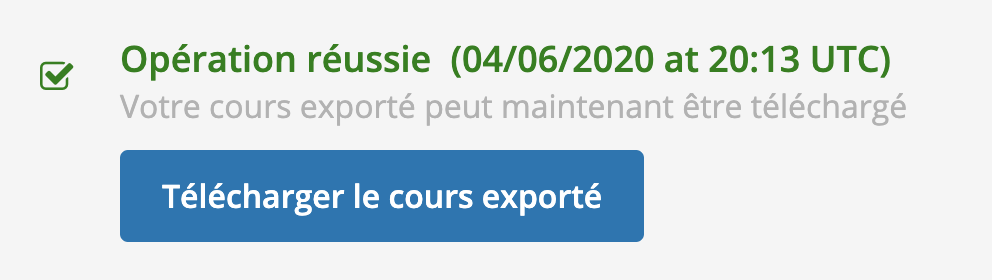 Opération réussie (04/06/2020 at 20:13 UTC)
Votre cours exporté peut maintenant être téléchargé
Télécharger le cours exporté